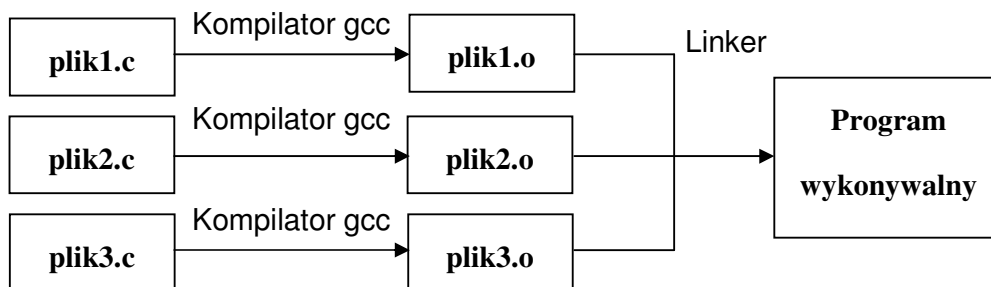 Kompilator gcc
plik1.c
plik1.o
Linker
Kompilator gcc
plik2.c
plik2.o
Program
wykonywalny
Kompilator gcc
plik3.c
plik3.o